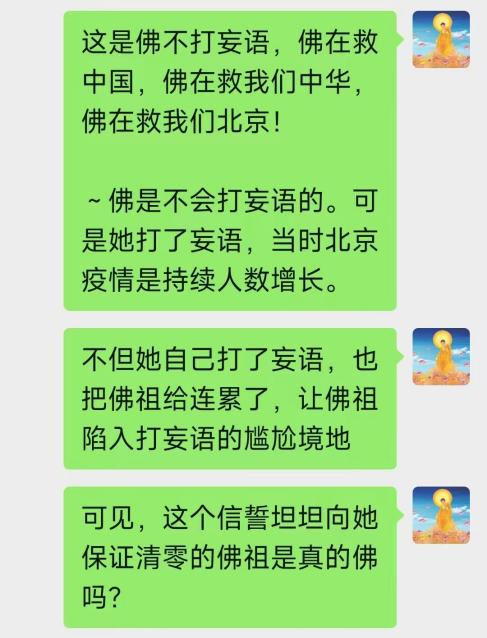 这是佛不打妄语，佛在救
中国，佛在救我们中华，
佛在救我们北京！
～佛是不会打妄语的。可
是她打了妄语，当时北京
疫情是持续人数增长。
不但她自己打了妄语，也
把佛祖给连累了，让佛祖
陷入打妄语的尴尬境地
可见，这个信誓坦坦向她
保证清零的佛祖是真的佛
吗？